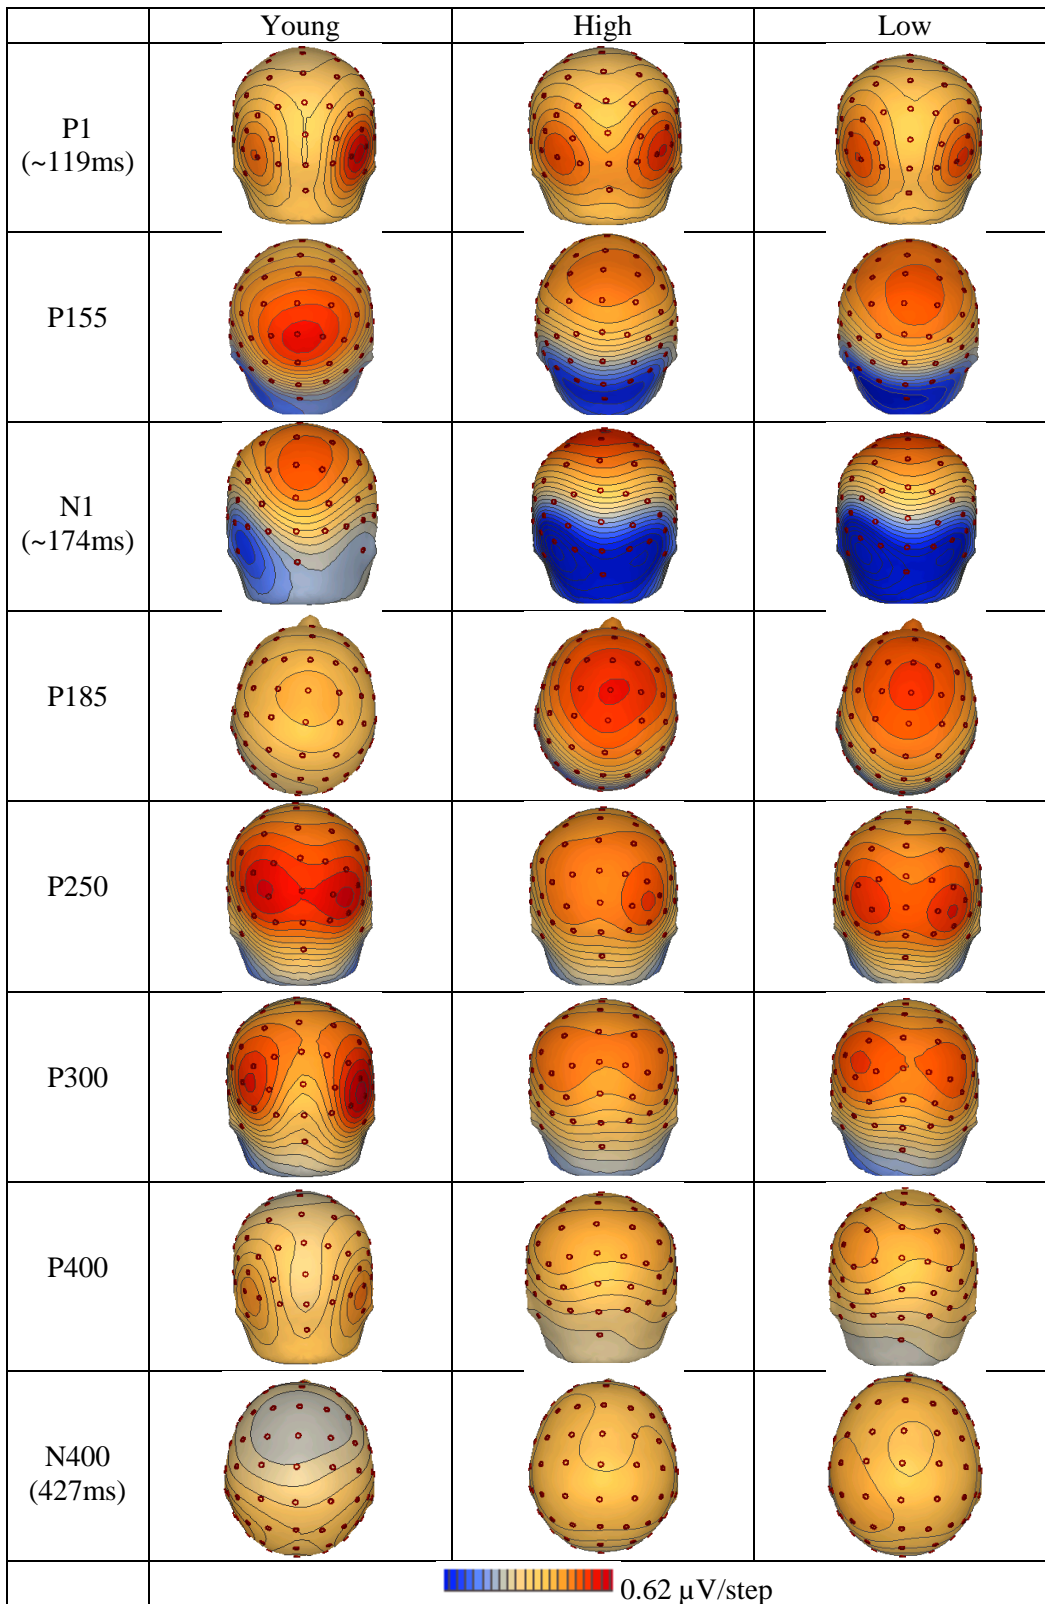 Young High Low
P1
(~119ms)
P155
N1
(~174ms)
P185
P250
P300
P400
N400
(427ms)
0.62 µV/step